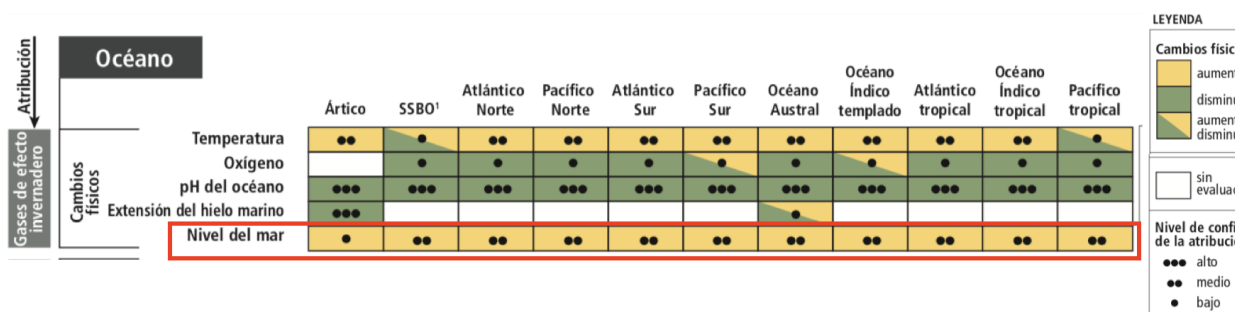 Atribución
Océano
Ártico
SSBO¹
Atlántico
Norte
Pacífico
Norte
Atlántico
Sur
Pacífico
Sur
Océano
Austral
Océano
Índico
templado
Atlántico
tropical
Océano
Índico
tropical
Pacífico
tropical
Gases de efecto
invernadero
Cambios
físicos
Temperatura
Oxígeno
pH del océano
Extensión del hielo marino
Nivel del mar
LEYENDA
Cambios físic
aument
disminu
aument
disminu
sin
evaluac
Nivel de confi
de la atribuci
alto
medio
bajo